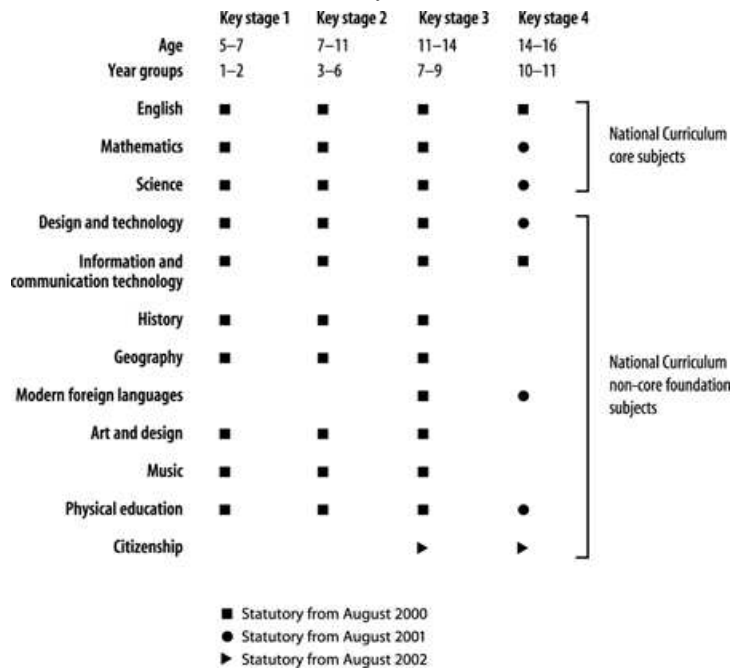 Key stage 1 Key stage 2 Key stage 3 Key stage 4
Age 5–7 7–11 11–14 14–16
Year groups 1–2 3–6 7–9 10–11
English ■ ■ ■ ■
Mathematics ■ ■ ■ ●
Science ■ ■ ■ ●
National Curriculum
core subjects
Design and technology ■ ■ ■ ●
Information and
communication technology ■ ■ ■ ■
History ■ ■ ■
Geography ■ ■ ■
Modern foreign languages ■ ●
Art and design ■ ■ ■
Music ■ ■ ■
Physical education ■ ■ ■ ●
Citizenship ▶ ▶
National Curriculum
non-core foundation
subjects
■ Statutory from August 2000
● Statutory from August 2001
▶ Statutory from August 2002